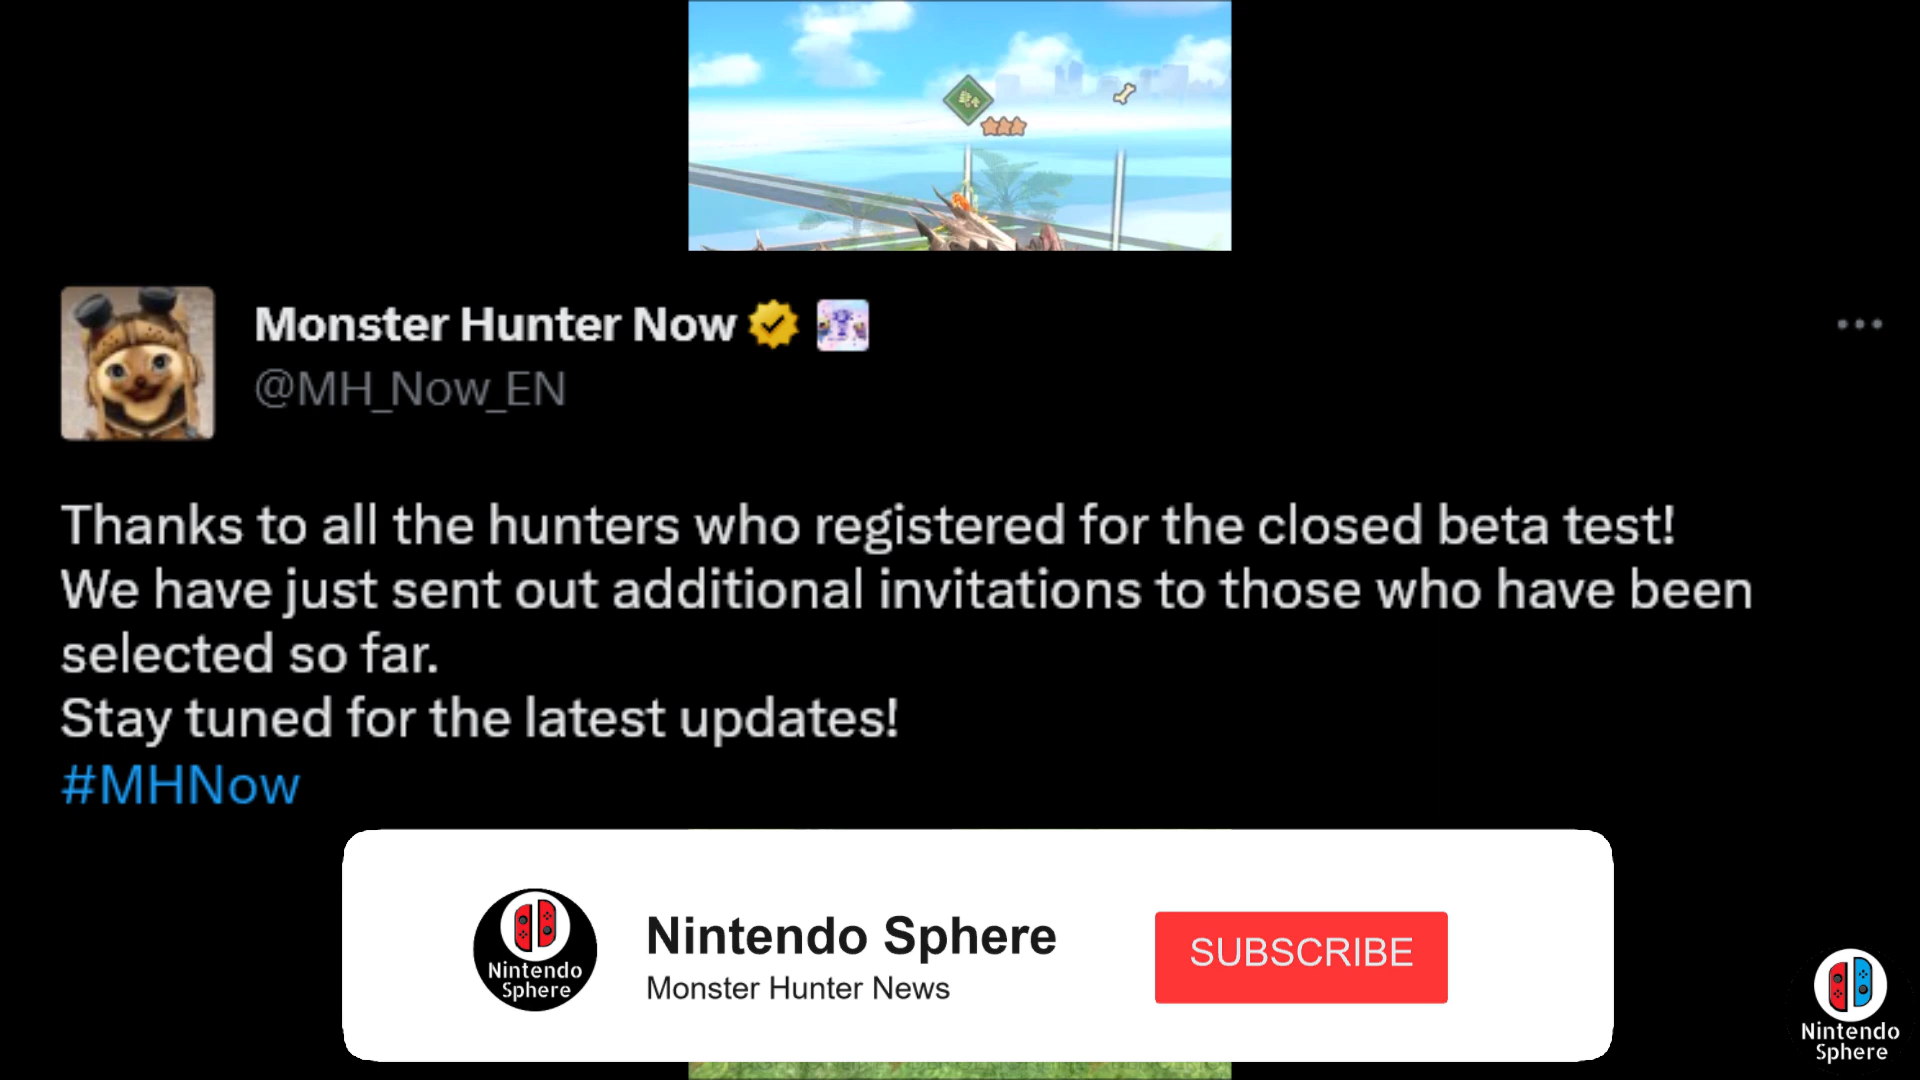 Monster Hunter Now
@MH_Now_EN
Thanks to all the hunters who registered for the closed beta test!
We have just sent out additional invitations to those who have been
selected so far.
Stay tuned for the latest updates!
#MHNow
Nintendo
Sphere
Nintendo Sphere
Monster Hunter News
SUBSCRIBE
Nintendo
Sphere